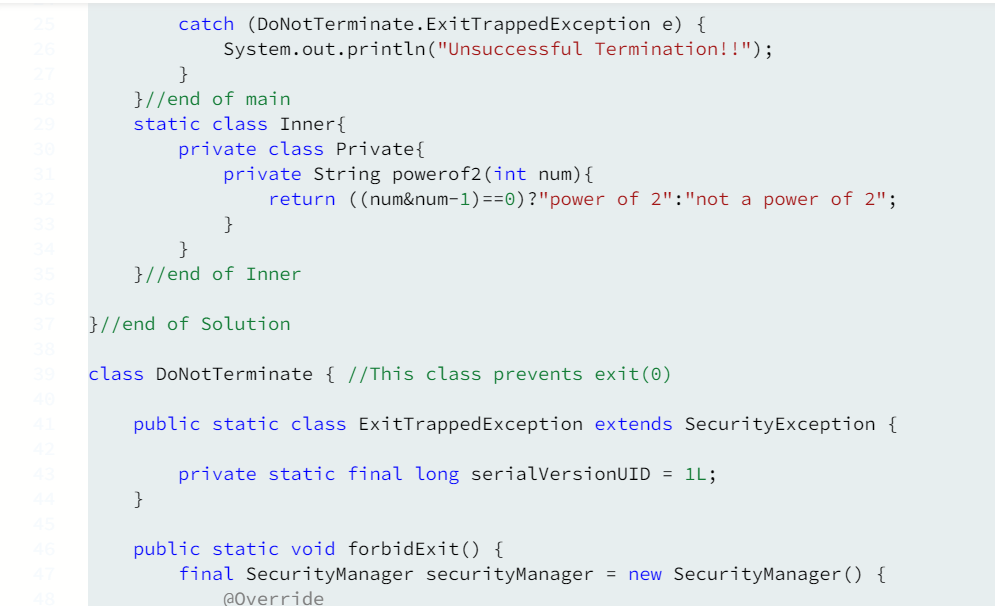 25 catch (DoNotTerminate.ExitTrappedException e) {
26 System.out.println("Unsuccessful Termination!!");
27 }
28 }//end of main
29 static class Inner{
30 private class Private{
31 private String powerof2(int num){
32 return ((num&num-1)==0)?"power of 2":"not a power of 2";
33 }
34 }
35 }//end of Inner
36
37 }//end of Solution
38
39 class DoNotTerminate { //This class prevents exit(0)
40
41 public static class ExitTrappedException extends SecurityException {
42
43 private static final long serialVersionUID = 1L;
44 }
45
46 public static void forbidExit() {
47 final SecurityManager securityManager = new SecurityManager() {
48 @Override